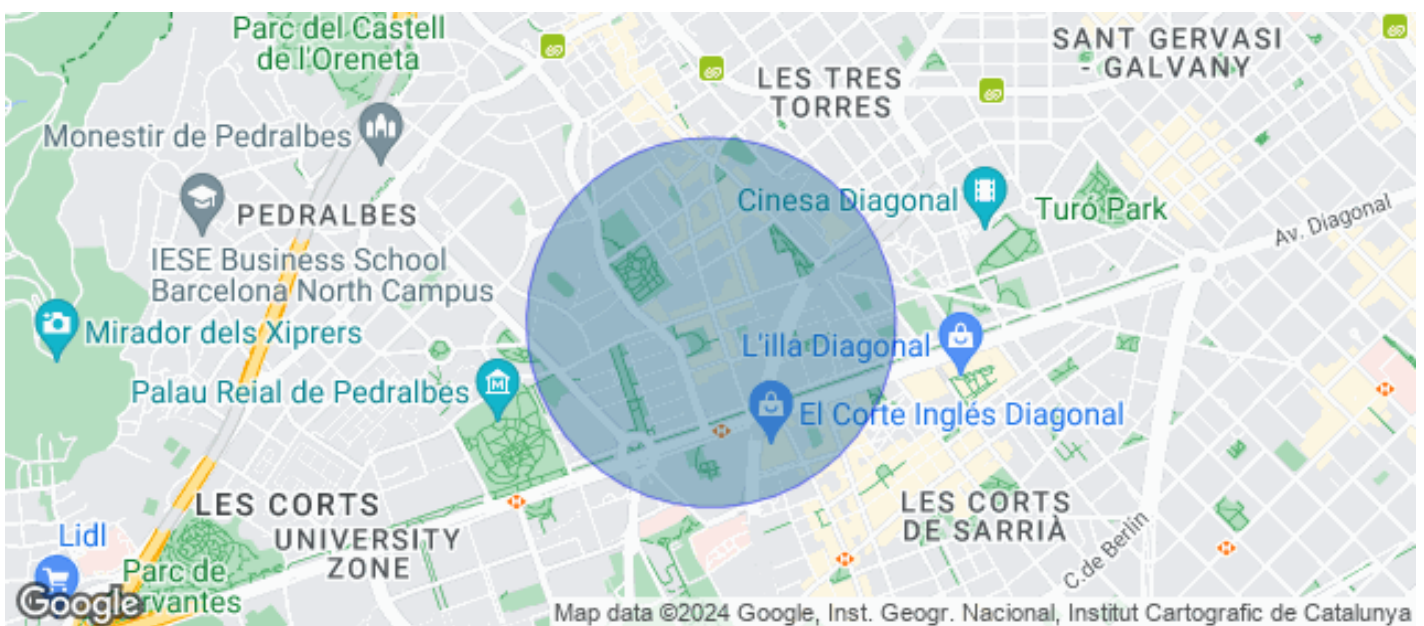 Parc del Castell
de l'Oreneta
SANT GERVASI
- GALVANY
LES TRES
TORRES
Monestir de Pedralbes
PEDRALBES
Cinesa Diagonal
Turó Park
Av. Diagonal
IESE Business School
Barcelona North Campus
Mirador dels Xiprers
L'illa Diagonal
Palau Reial de Pedralbes
M
El Corte Inglés Diagonal
LES CORTS
LES CORTS
DE SARRIÀ
UNIVERSITY
ZONE
Lidl
C.de Berlín
Parc de
rvantes
Google
Map data ©2024 Google, Inst. Geogr. Nacional, Institut Cartografic de Catalunya